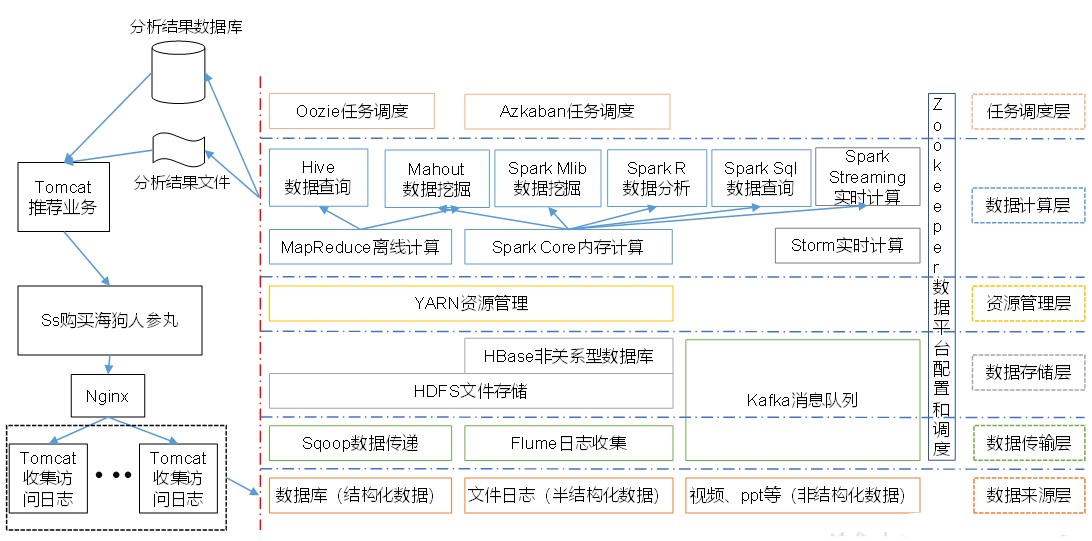 分析结果数据库
分析结果文件
Tomcat
推荐业务
Ss购买海狗人参丸
Nginx
Tomcat
收集访
问日志
Tomcat
收集访
问日志
Oozie任务调度
Azkaban任务调度
任务调度层
Hive
数据查询
Mahout
数据挖掘
Spark Mlib
数据挖掘
Spark R
数据分析
Spark Sql
数据查询
Spark
Streaming
实时计算
数据计算层
MapReduce离线计算
Spark Core内存计算
Storm实时计算
YARN资源管理
资源管理层
HBase非关系型数据库
HDFS文件存储
Kafka消息队列
数据存储层
Sqoop数据传递
Flume日志收集
数据传输层
数据库（结构化数据）
文件日志（半结构化数据）
视频、ppt等（非结构化数据）
数据来源层
Zookeeper数据平台配置和调度